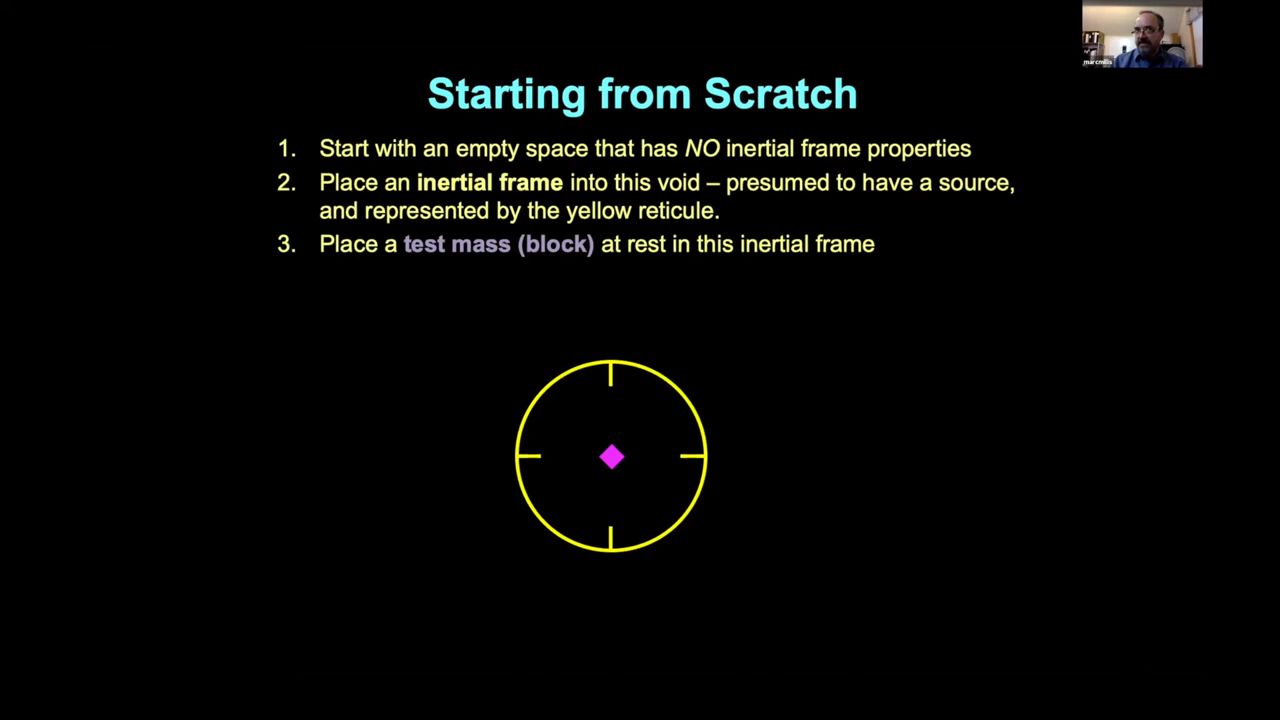 marcmillis
Starting from Scratch
1. Start with an empty space that has NO inertial frame properties
2. Place an inertial frame into this void – presumed to have a source,
and represented by the yellow reticule.
3. Place a test mass (block) at rest in this inertial frame